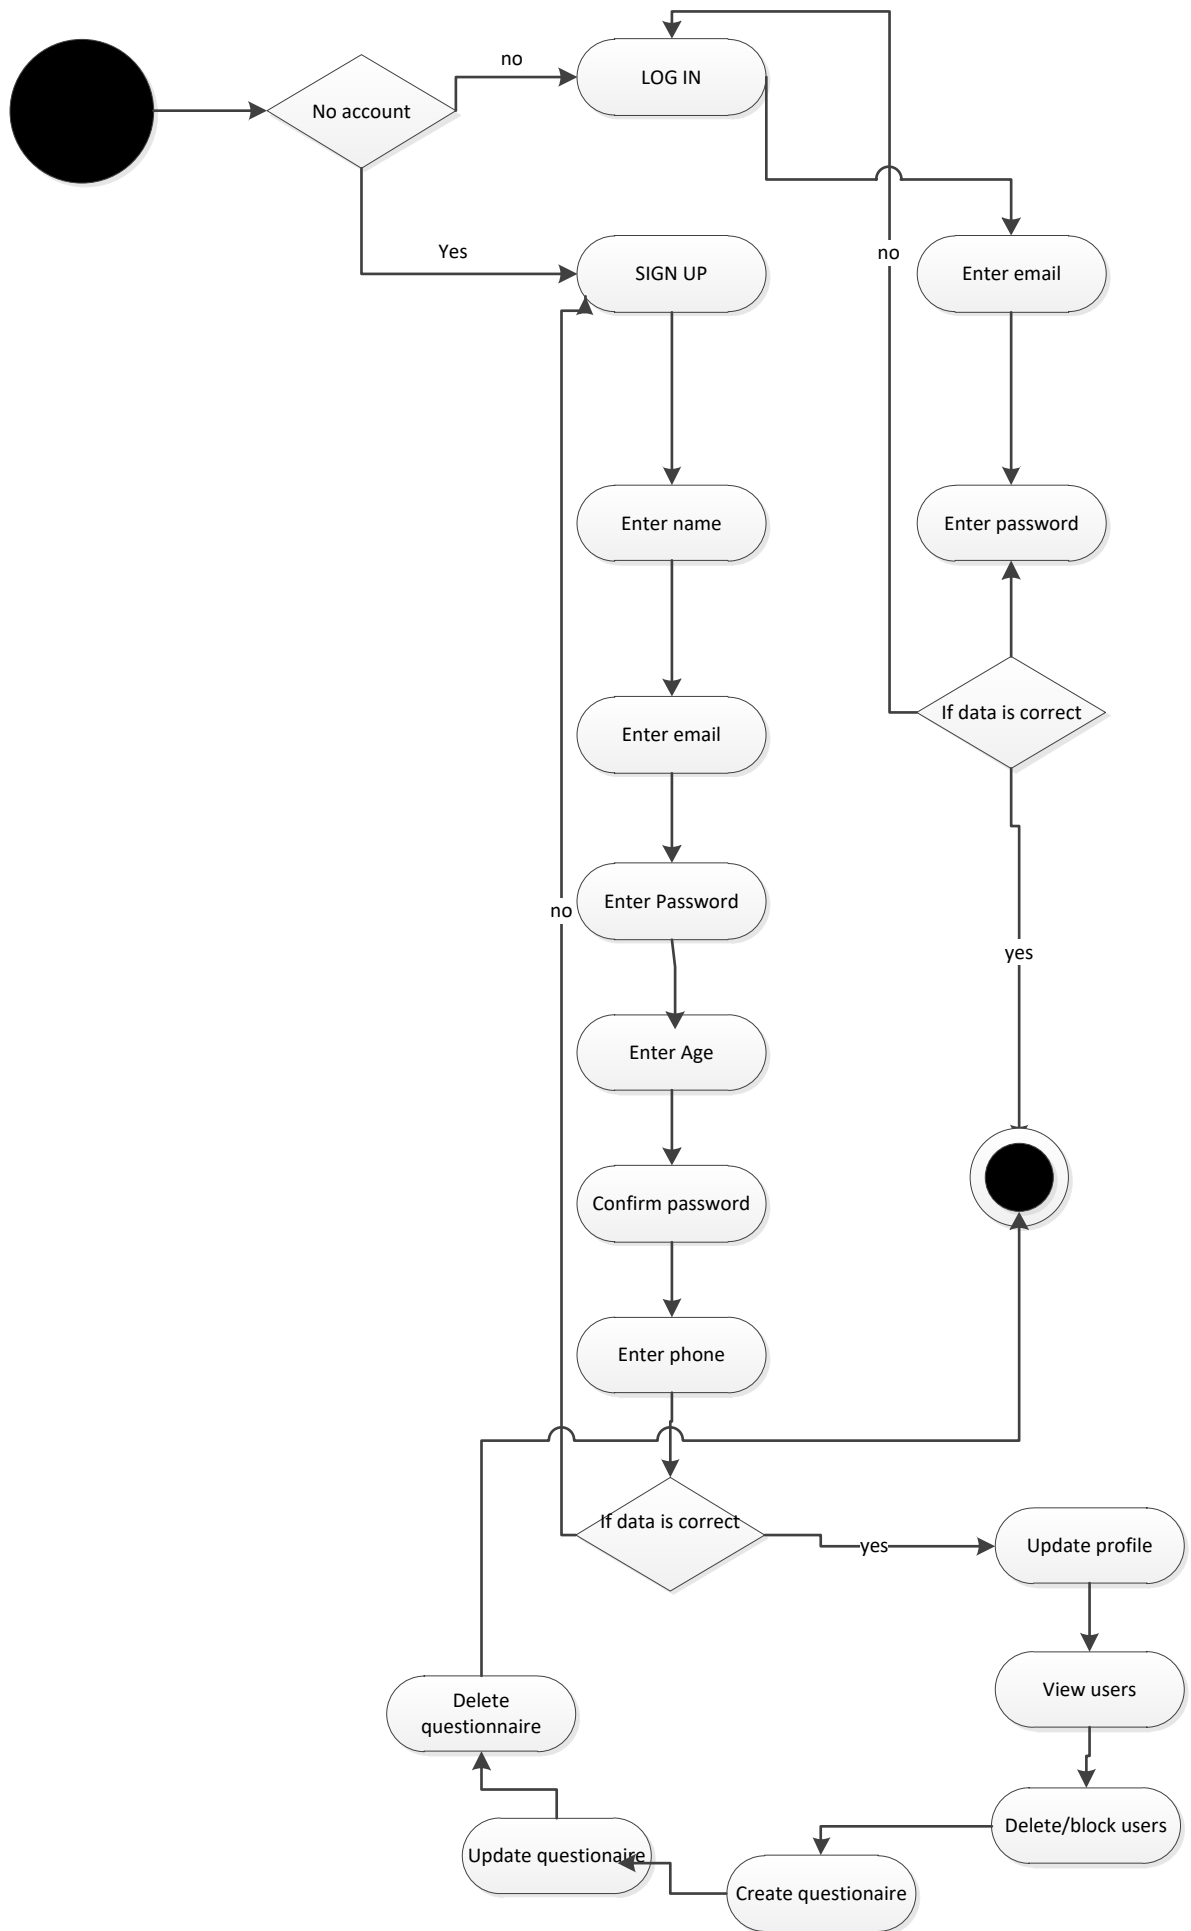 no
LOG IN
No account
Yes
SIGN UP
no
Enter email
Enter name
Enter password
If data is correct
Enter email
Enter Password
no
yes
Enter Age
Confirm password
Enter phone
If data is correct
yes
Update profile
View users
Delete
questionnaire
Delete/block users
Update questionaire
Create questionaire